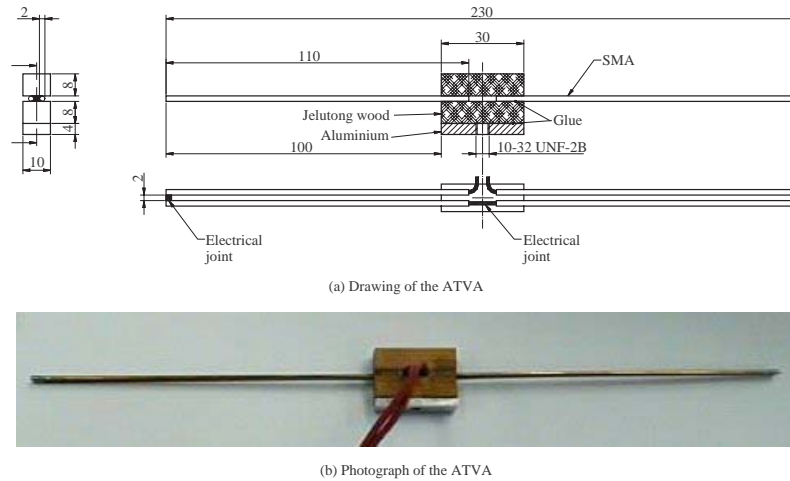 2
230
30
110
SMA
8
8
4
Jelutong wood
Aluminium
Glue
10-32 UNF-2B
100
10
2
Electrical
joint
Electrical
joint
(a) Drawing of the ATVA
(b) Photograph of the ATVA